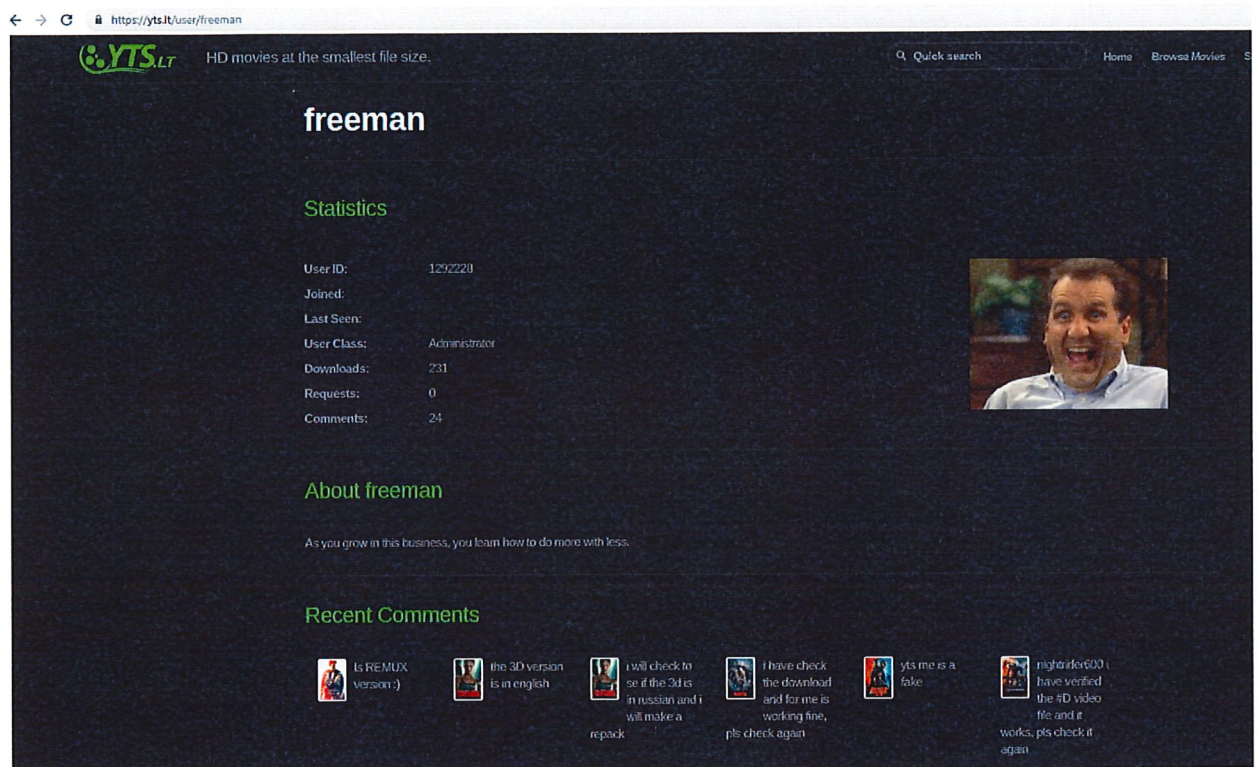 https://yts.lt/user/freeman
YTS.LT HD movies at the smallest file size. Quick search Home Browse Movies S
freeman
Statistics
User ID: 1292228
Joined:
Last Seen:
User Class: Administrator
Downloads: 231
Requests: 0
Comments: 24
About freeman
As you grow in this business, you learn how to do more with less.
Recent Comments
Is REMUX
version :)
the 3D version
is in english
i will check to
se if the 3d is
in russian and i
will make a
repack
i have check
the download
and for me is
working fine,
pls check again
yts me is a
fake
nightrider600 i
have verified
the #D video
file and it
works, pls check it
again